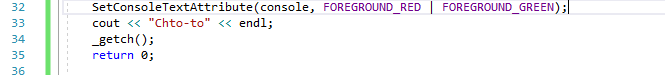 32 SetConsoleTextAttribute(console, FOREGROUND_RED | FOREGROUND_GREEN);
33 cout << "Chto-to" << endl;
34 _getch();
35 return 0;
36